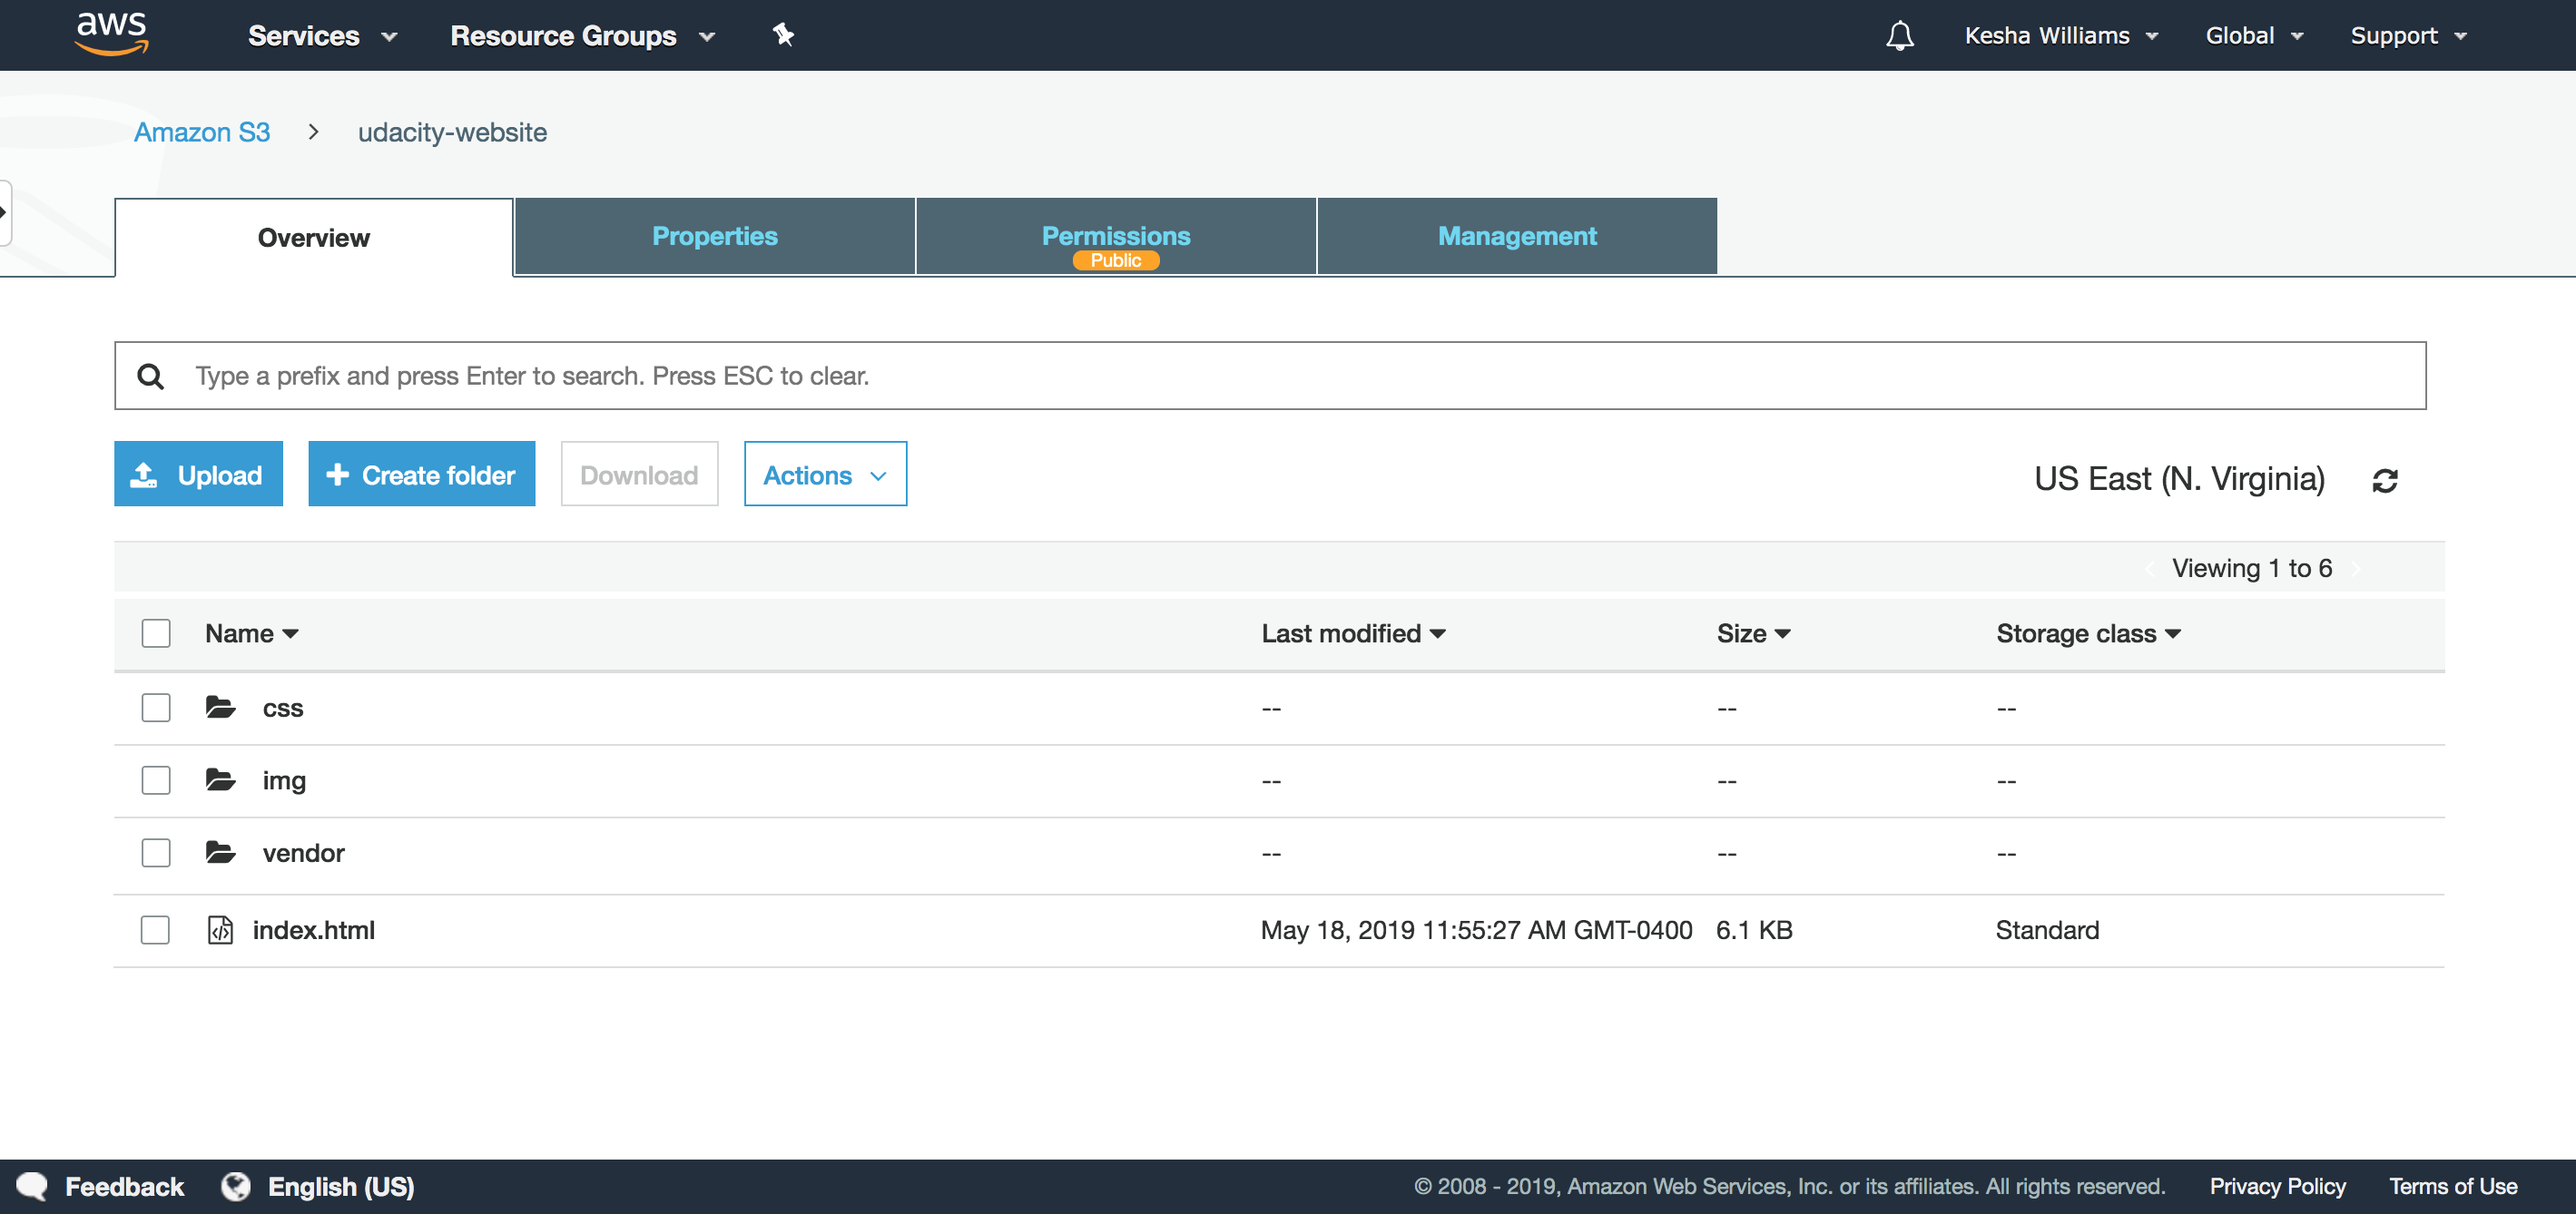 aws Services Resource Groups Kesha Williams Global Support
Amazon S3 > udacity-website
Overview Properties Permissions Management
Public
Type a prefix and press Enter to search. Press ESC to clear.
Upload Create folder Download Actions US East (N. Virginia)
Viewing 1 to 6
Name Last modified Size Storage class
css -- -- --
img -- -- --
vendor -- -- --
index.html May 18, 2019 11:55:27 AM GMT-0400 6.1 KB Standard
Feedback English (US) © 2008 - 2019, Amazon Web Services, Inc. or its affiliates. All rights reserved. Privacy Policy Terms of Use